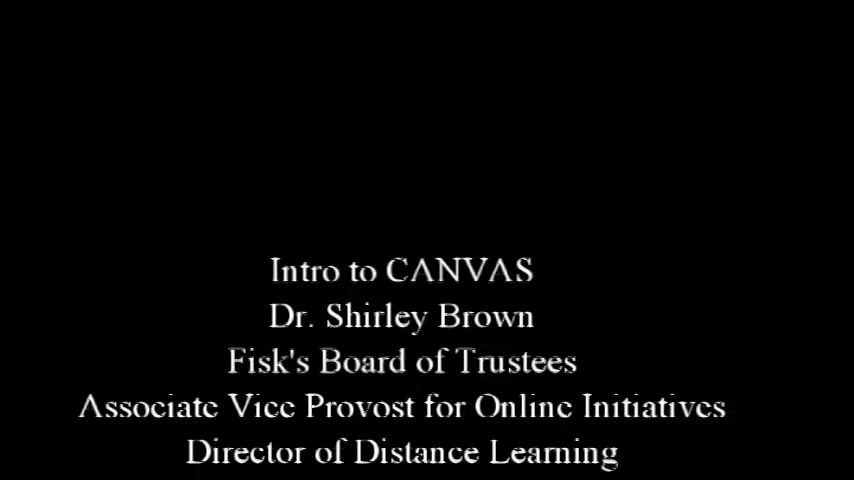 Intro to CANVAS
Dr. Shirley Brown
Fisk's Board of Trustees
Associate Vice Provost for Online Initiatives
Director of Distance Learning